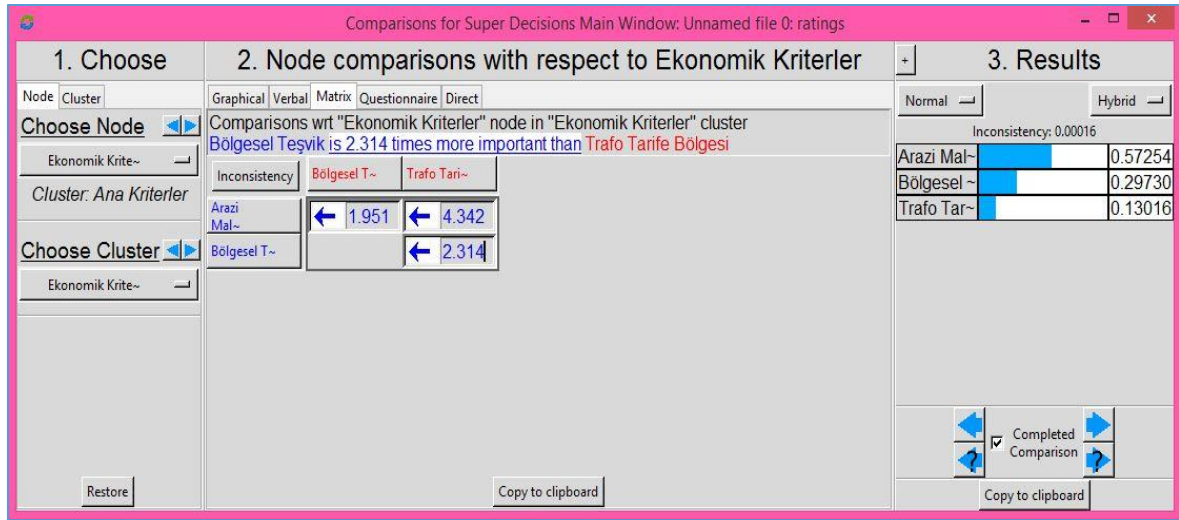 Comparisons for Super Decisions Main Window: Unnamed file 0: ratings
1. Choose
Node Cluster
Choose Node
Ekonomik Krite~
Cluster: Ana Kriterler
Choose Cluster
Ekonomik Krite~
Restore
2. Node comparisons with respect to Ekonomik Kriterler
Graphical Verbal Matrix Questionnaire Direct
Comparisons wrt "Ekonomik Kriterler" node in "Ekonomik Kriterler" cluster
Bölgesel Teşvik is 2.314 times more important than Trafo Tarife Bölgesi
Inconsistency Bölgesel T~ Trafo Tari~
Arazi
Mal~ 1.951 4.342
Bölgesel T~ 2.314
Copy to clipboard
+ 3. Results
Normal Hybrid
Inconsistency: 0.00016
Arazi Mal~ 0.57254
Bölgesel ~ 0.29730
Trafo Tar~ 0.13016
Completed
Comparison
? ?
Copy to clipboard